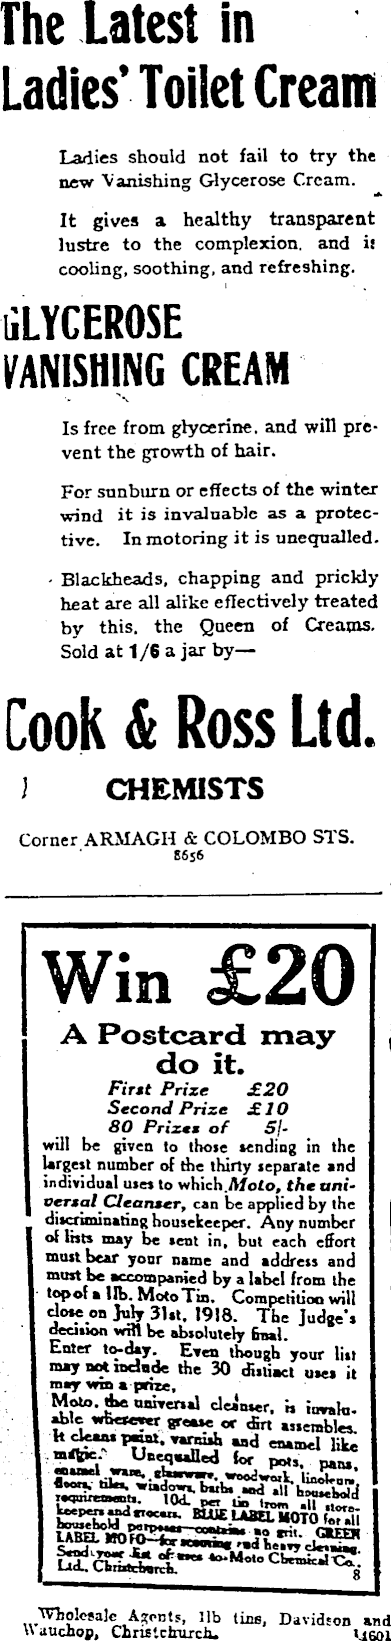 The Latest in
Ladies' Toilet Cream
Ladies should not fail to try the
new Vanishing Glycerose Cream.
It gives a healthy transparent
lustre to the complexion, and is
cooling, soothing, and refreshing.
GLYCEROSE
VANISHING CREAM
Is free from glycerine, and will pre-
vent the growth of hair.
For sunburn or effects of the winter
wind it is invaluable as a protec-
tive. In motoring it is unequalled.
Blackheads, chapping and prickly
heat are all alike effectively treated
by this, the Queen of Creams.
Sold at 1/6 a jar by—
Cook & Ross Ltd.
CHEMISTS
Corner ARMAGH & COLOMBO STS.
8656
Win £20
A Postcard may
do it.
First Prize £20
Second Prize £10
80 Prizes of 5/-
will be given to those sending in the
largest number of the thirty separate and
individual uses to which Moto, the uni-
versal Cleanser, can be applied by the
discriminating housekeeper. Any number
of lists may be sent in, but each effort
must bear your name and address and
must be accompanied by a label from the
top of a 1lb. Moto Tin. Competition will
close on July 31st, 1918. The Judge's
decision will be absolutely final.
Enter to-day. Even though your list
may not include the 30 distinct uses it
may win a prize,
Moto, the universal cleanser, is invalu-
able wherever grease or dirt assembles.
It cleans paint, varnish and enamel like
magic. Unequalled for pots, pans,
enamel ware, glassware, woodwork, linoleum,
floors, tiles, windows, baths and all household
requirements. 10d. per tin from all store-
keepers and grocers. BLUE LABEL MOTO for all
household purposes—contains no grit. GREEN
LABEL MOTO—for scouring and heavy cleaning.
Send your list of uses to Moto Chemical Co.,
Ltd., Christchurch. 8
Wholesale Agents, 1lb tins, Davidson and
Wauchop, Christchurch. 14601